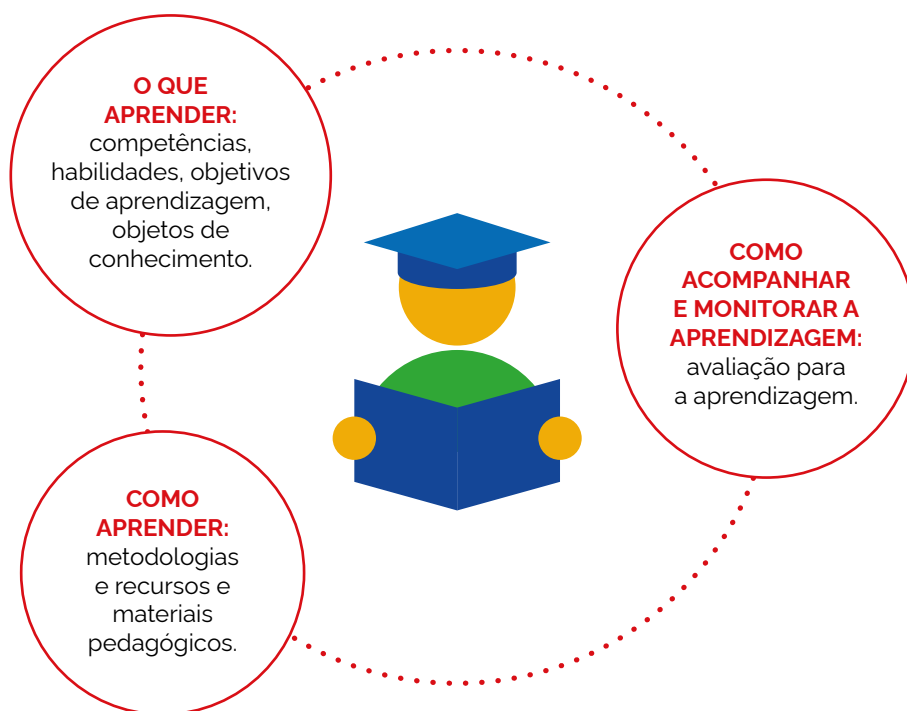 O QUE
APRENDER:
competências,
habilidades, objetivos
de aprendizagem,
objetos de
conhecimento.
COMO
ACOMPANHAR
E MONITORAR A
APRENDIZAGEM:
avaliação para
a aprendizagem.
COMO
APRENDER:
metodologias
e recursos e
materiais
pedagógicos.